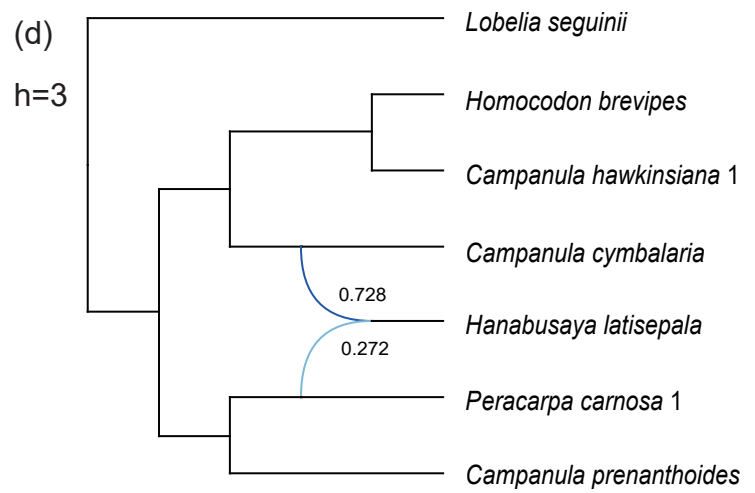 (d)
h=3
Lobelia seguinii
Homocodon brevipes
Campanula hawkinsiana 1
Campanula cymbalaria
0.728
Hanabusaya latisepala
0.272
Peracarpa carnosa 1
Campanula prenanthoides